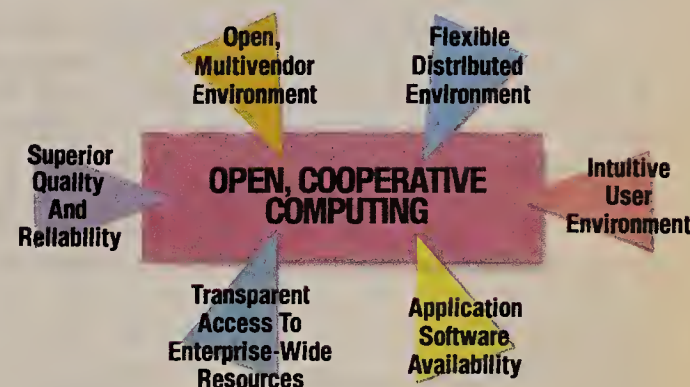 Open,
Multivendor
Environment
Flexible
Distributed
Environment
Superior
Quality
And
Reliability
OPEN, COOPERATIVE
COMPUTING
Intuitive
User
Environment
Transparent
Access To
Enterprise-Wide
Resources
Application
Software
Availability